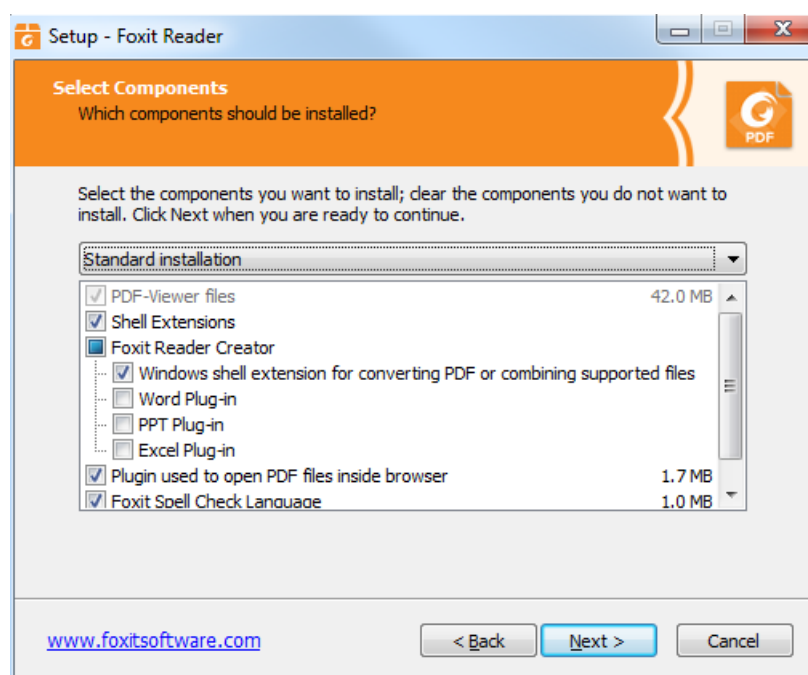 Setup - Foxit Reader
Select Components
Which components should be installed?
PDF
Select the components you want to install; clear the components you do not want to
install. Click Next when you are ready to continue.
Standard installation
PDF-Viewer files 42.0 MB
Shell Extensions
Foxit Reader Creator
Windows shell extension for converting PDF or combining supported files
Word Plug-in
PPT Plug-in
Excel Plug-in
Plugin used to open PDF files inside browser 1.7 MB
Foxit Spell Check Language 1.0 MB
www.foxitsoftware.com
< Back Next > Cancel